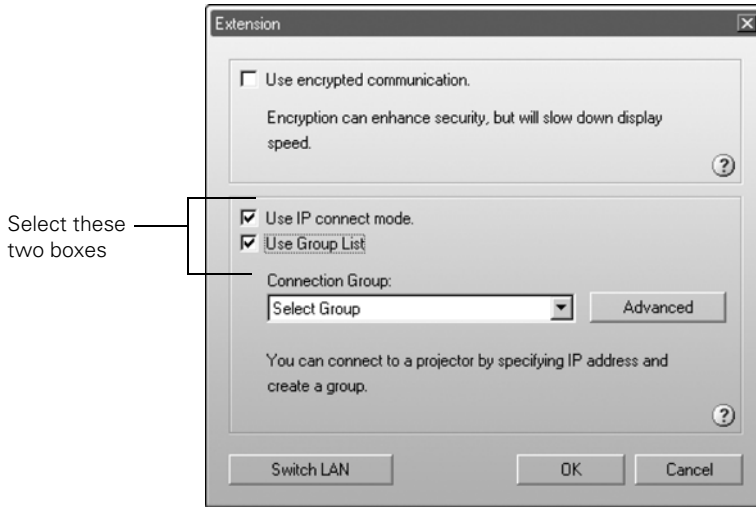 Extension
Use encrypted communication.
Encryption can enhance security, but will slow down display
speed.
?
Select these
two boxes
Use IP connect mode.
Use Group List
Connection Group:
Select Group
Advanced
You can connect to a projector by specifying IP address and
create a group.
?
Switch LAN
OK
Cancel